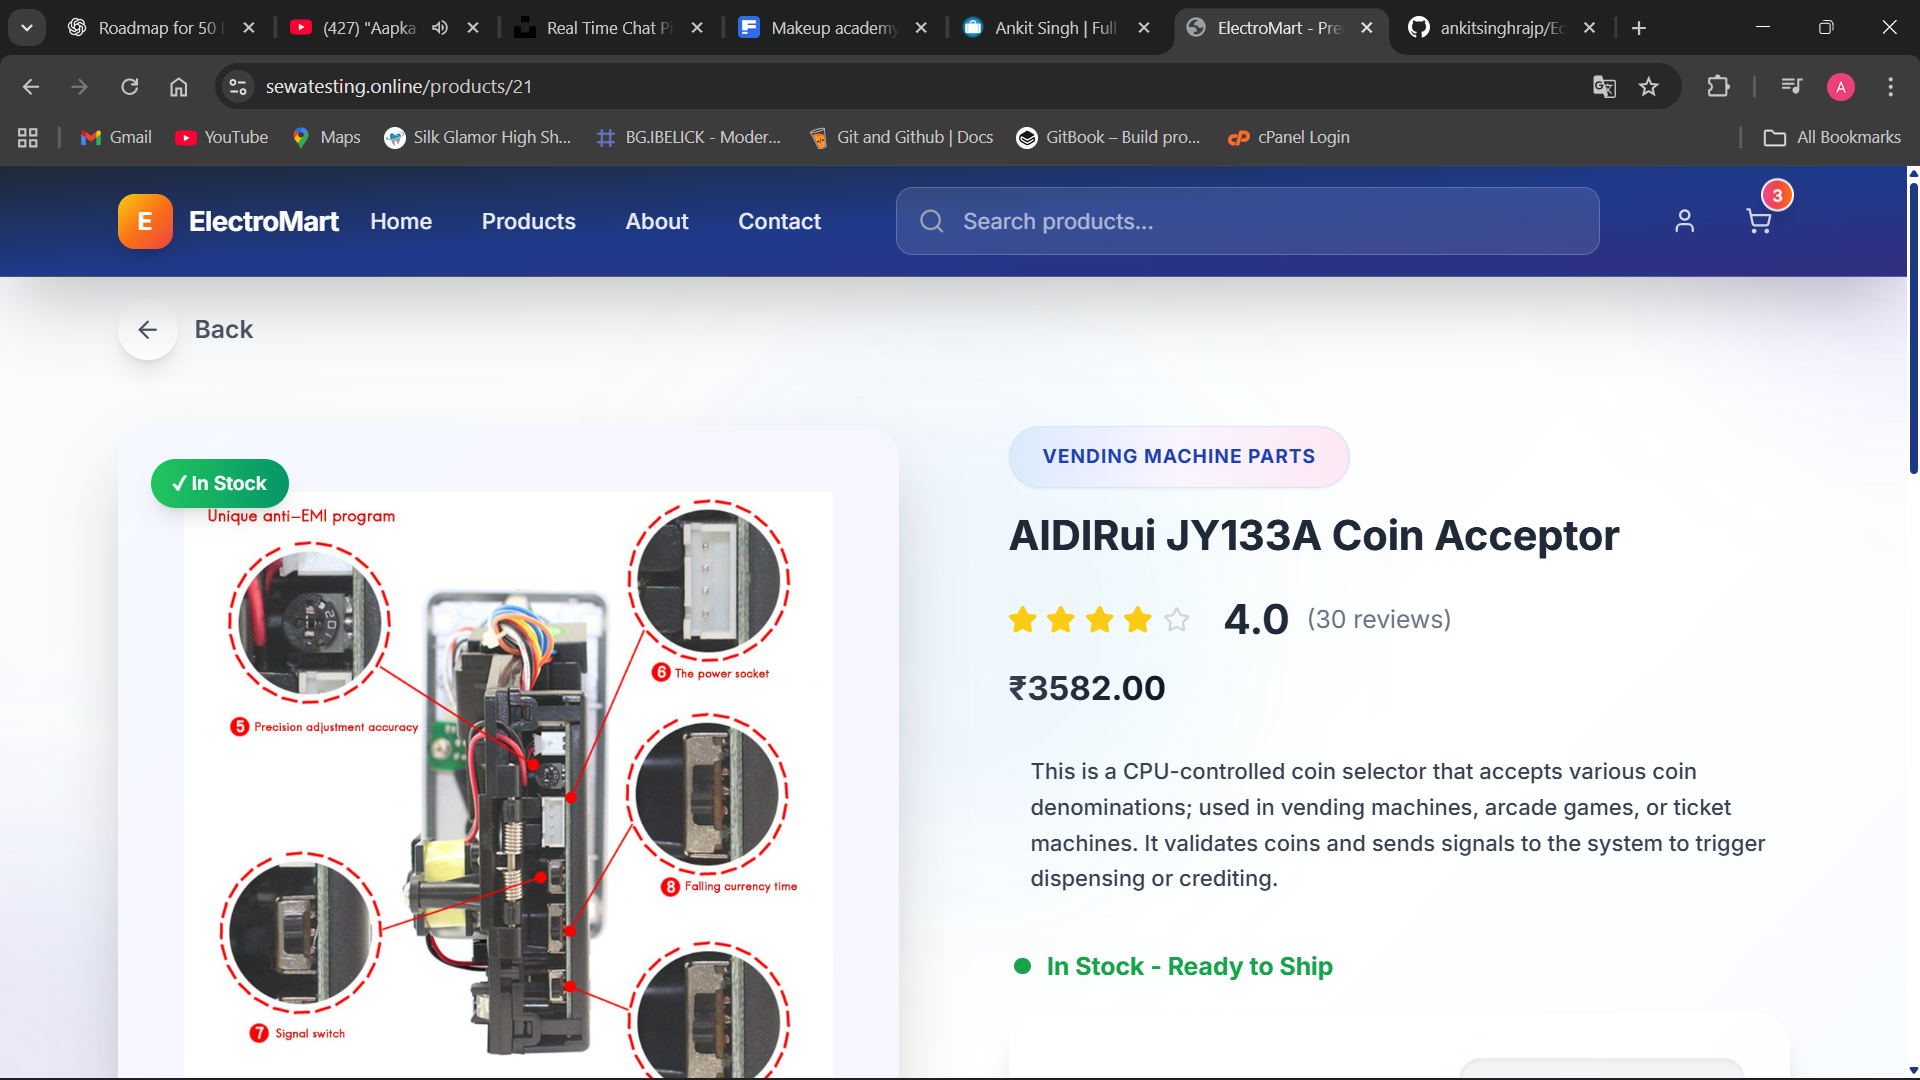 Roadmap for 50
(427) "Aapka
Real Time Chat Pi
Makeup academy
Ankit Singh | Full
ElectroMart - Pre
ankitsinghrajp/Ec
sewatesting.online/products/21
A
Gmail
YouTube
Maps
Silk Glamor High Sh...
BG.IBELICK - Moder...
Git and Github | Docs
GitBook – Build pro...
cPanel Login
All Bookmarks
E
ElectroMart
Home
Products
About
Contact
Search products...
3
Back
✓ In Stock
Unique anti-EMI program
6 The power socket
5 Precision adjustment accuracy
8 Falling currency time
7 Signal switch
VENDING MACHINE PARTS
AIDIRui JY133A Coin Acceptor
4.0 (30 reviews)
₹3582.00
This is a CPU-controlled coin selector that accepts various coin
denominations; used in vending machines, arcade games, or ticket
machines. It validates coins and sends signals to the system to trigger
dispensing or crediting.
In Stock - Ready to Ship